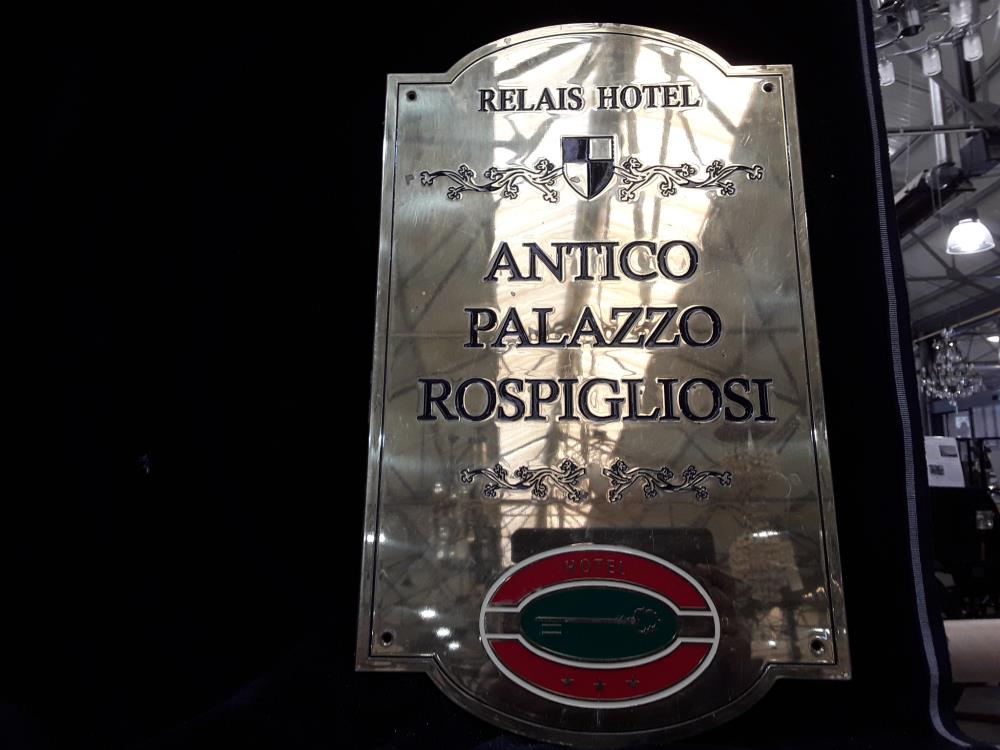 RELAIS HOTEL
ANTICO
PALAZZO
ROSPIGLIOSI
HOTEL